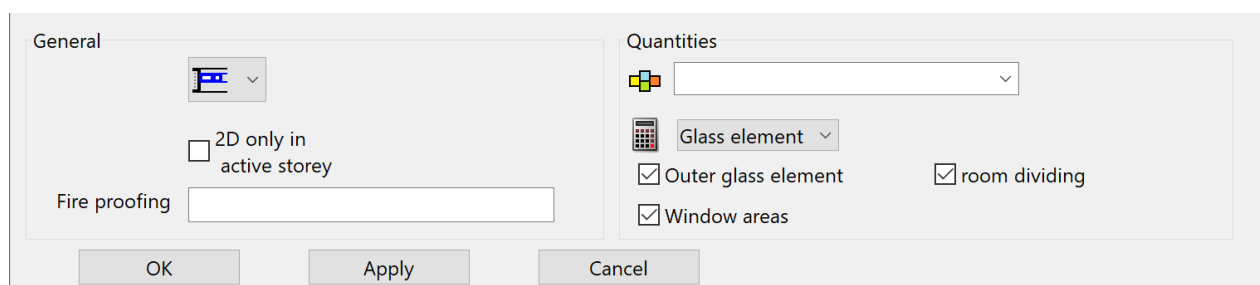 General
2D only in
active storey
Fire proofing
Quantities
Glass element
Outer glass element
room dividing
Window areas
OK
Apply
Cancel